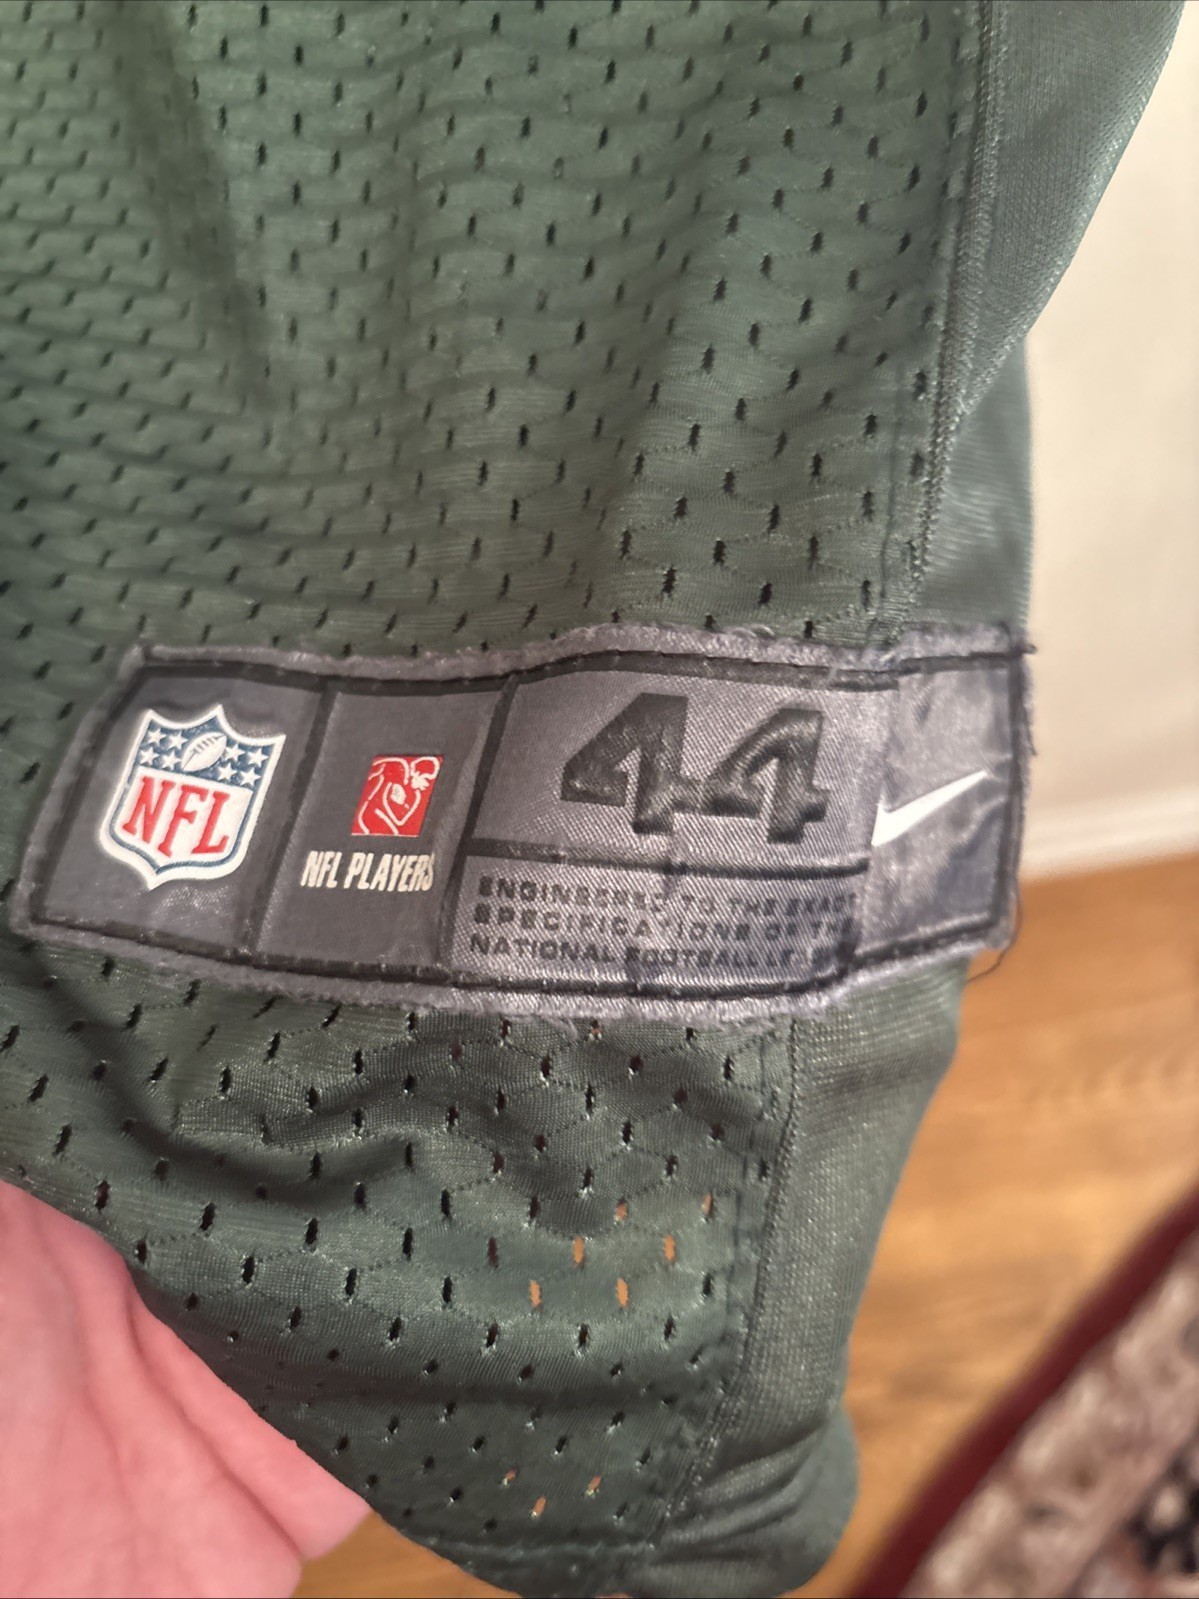 NFL
NFL PLAYERS
44
ENGINEERED TO THE EXACT
SPECIFICATIONS OF THE
NATIONAL FOOTBALL